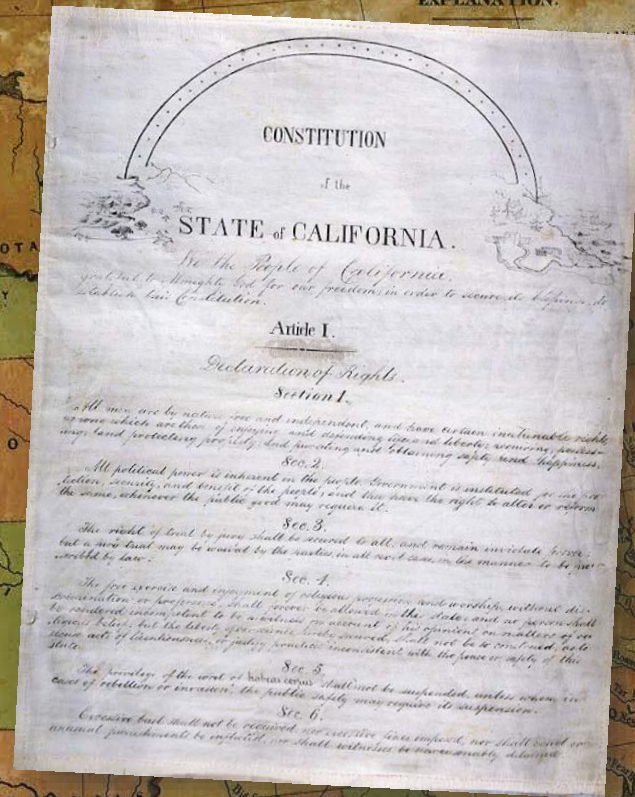 EXPLANATION.
CONSTITUTION
of the
STATE of CALIFORNIA.
We the People of California,
grateful to Almighty God for our freedom, in order to secure its blessings, do
establish this Constitution.
Article I.
Declaration of Rights.
Section 1.
All men are by nature free and independent, and have certain inalienable rights,
among which are those of enjoying and defending life and liberty, acquiring, possess-
ing, and protecting property, and pursuing and obtaining safety and happiness.
Sec. 2.
All political power is inherent in the people. Government is instituted for the pro-
tection, security, and benefit of the people; and they have the right to alter or reform
the same, whenever the public good may require it.
Sec. 3.
The right of trial by jury shall be secured to all, and remain inviolate forever;
but a jury trial may be waived by the parties, in all civil cases, in the manner to be pre-
scribed by law.
Sec. 4.
The free exercise and enjoyment of religious profession and worship, without dis-
crimination or preference, shall forever be allowed in this state; and no person shall
be rendered incompetent to be a witness on account of his opinions on matters of re-
ligious belief; but the liberty of conscience, hereby secured, shall not be so construed, as to
excuse acts of licentiousness, or justify practices inconsistent with the peace or safety of this
state.
Sec. 5.
The privilege of the writ of habeas corpus shall not be suspended, unless when, in
cases of rebellion or invasion, the public safety may require its suspension.
Sec. 6.
Excessive bail shall not be required, nor excessive fines imposed, nor shall cruel or
unusual punishments be inflicted, nor shall witnesses be unreasonably detained.
OTA
Y
O